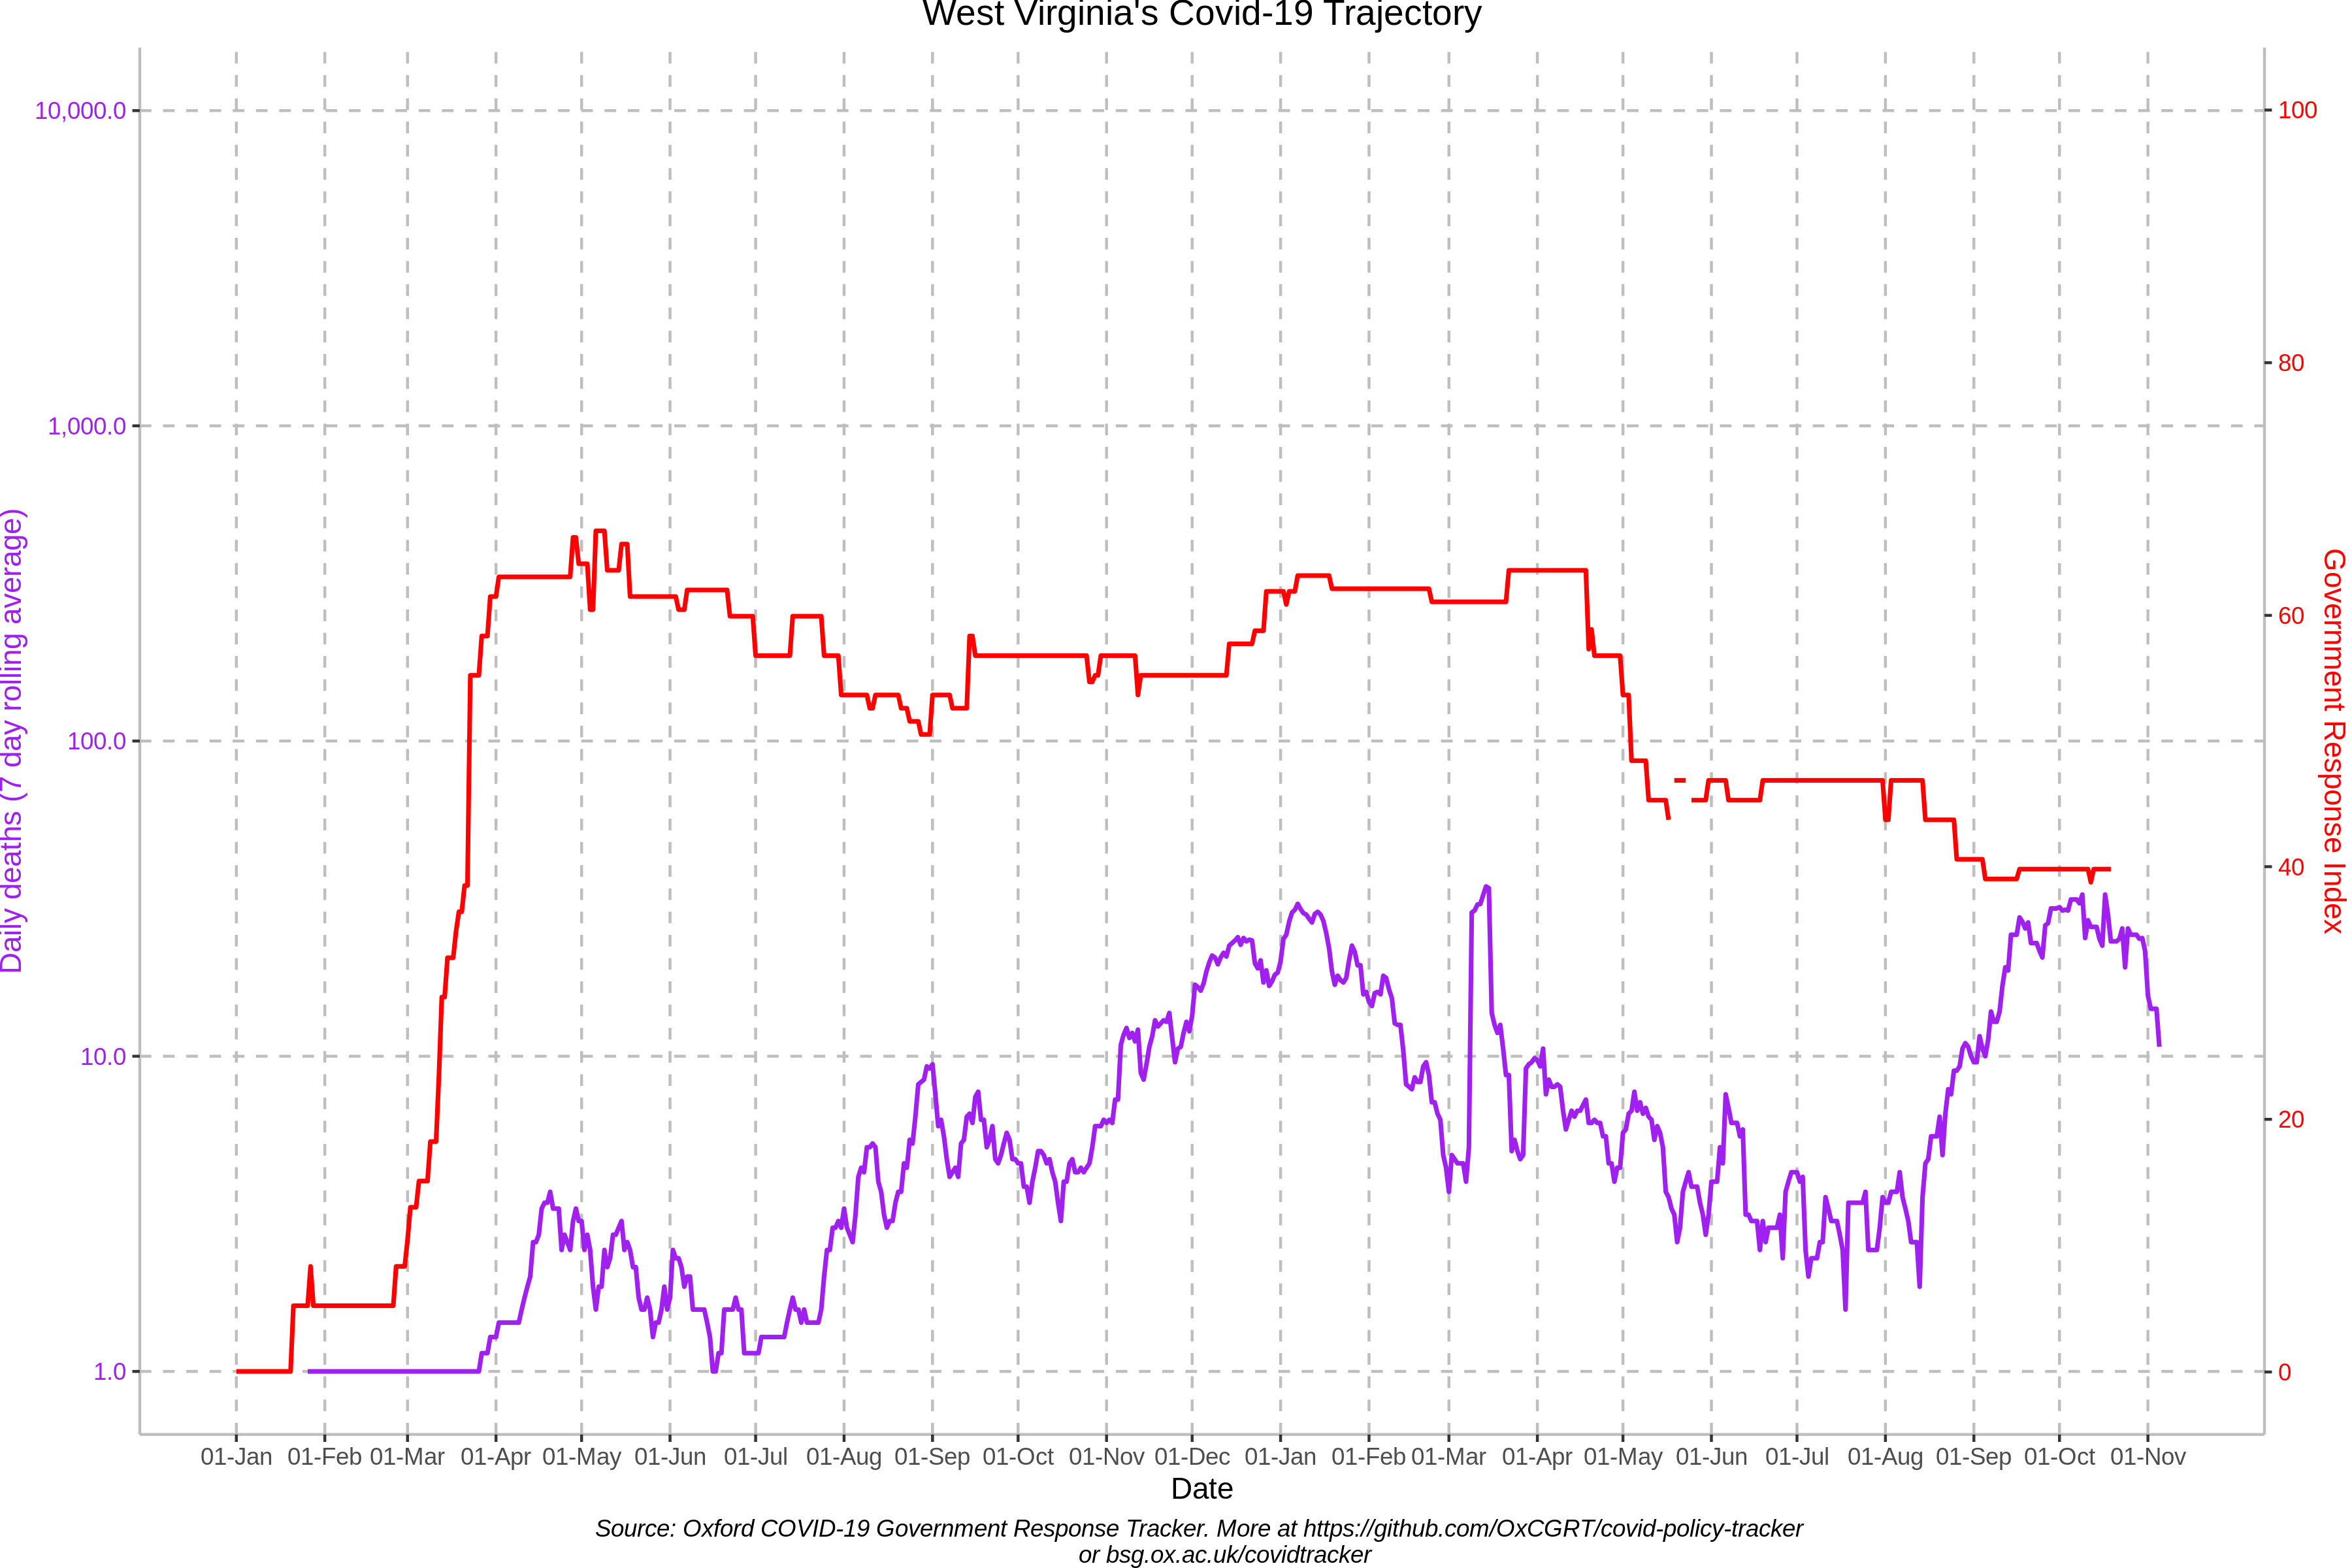 West Virginia's Covid-19 Trajectory
10,000.0
1,000.0
100.0
10.0
1.0
Daily deaths (7 day rolling average)
100
80
60
40
20
0
Government Response Index
01-Jan 01-Feb 01-Mar 01-Apr 01-May 01-Jun 01-Jul 01-Aug 01-Sep 01-Oct 01-Nov 01-Dec 01-Jan 01-Feb 01-Mar 01-Apr 01-May 01-Jun 01-Jul 01-Aug 01-Sep 01-Oct 01-Nov
Date
Source: Oxford COVID-19 Government Response Tracker. More at https://github.com/OxCGRT/covid-policy-tracker
or bsg.ox.ac.uk/covidtracker